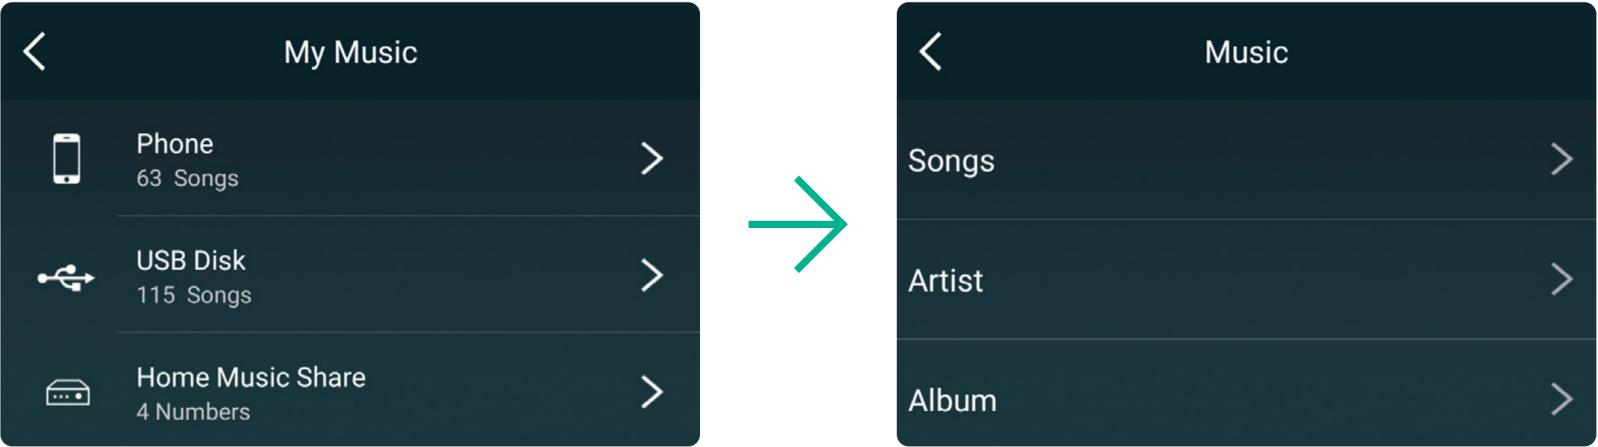 My Music
Phone
63 Songs
USB Disk
115 Songs
Home Music Share
4 Numbers
Music
Songs
Artist
Album